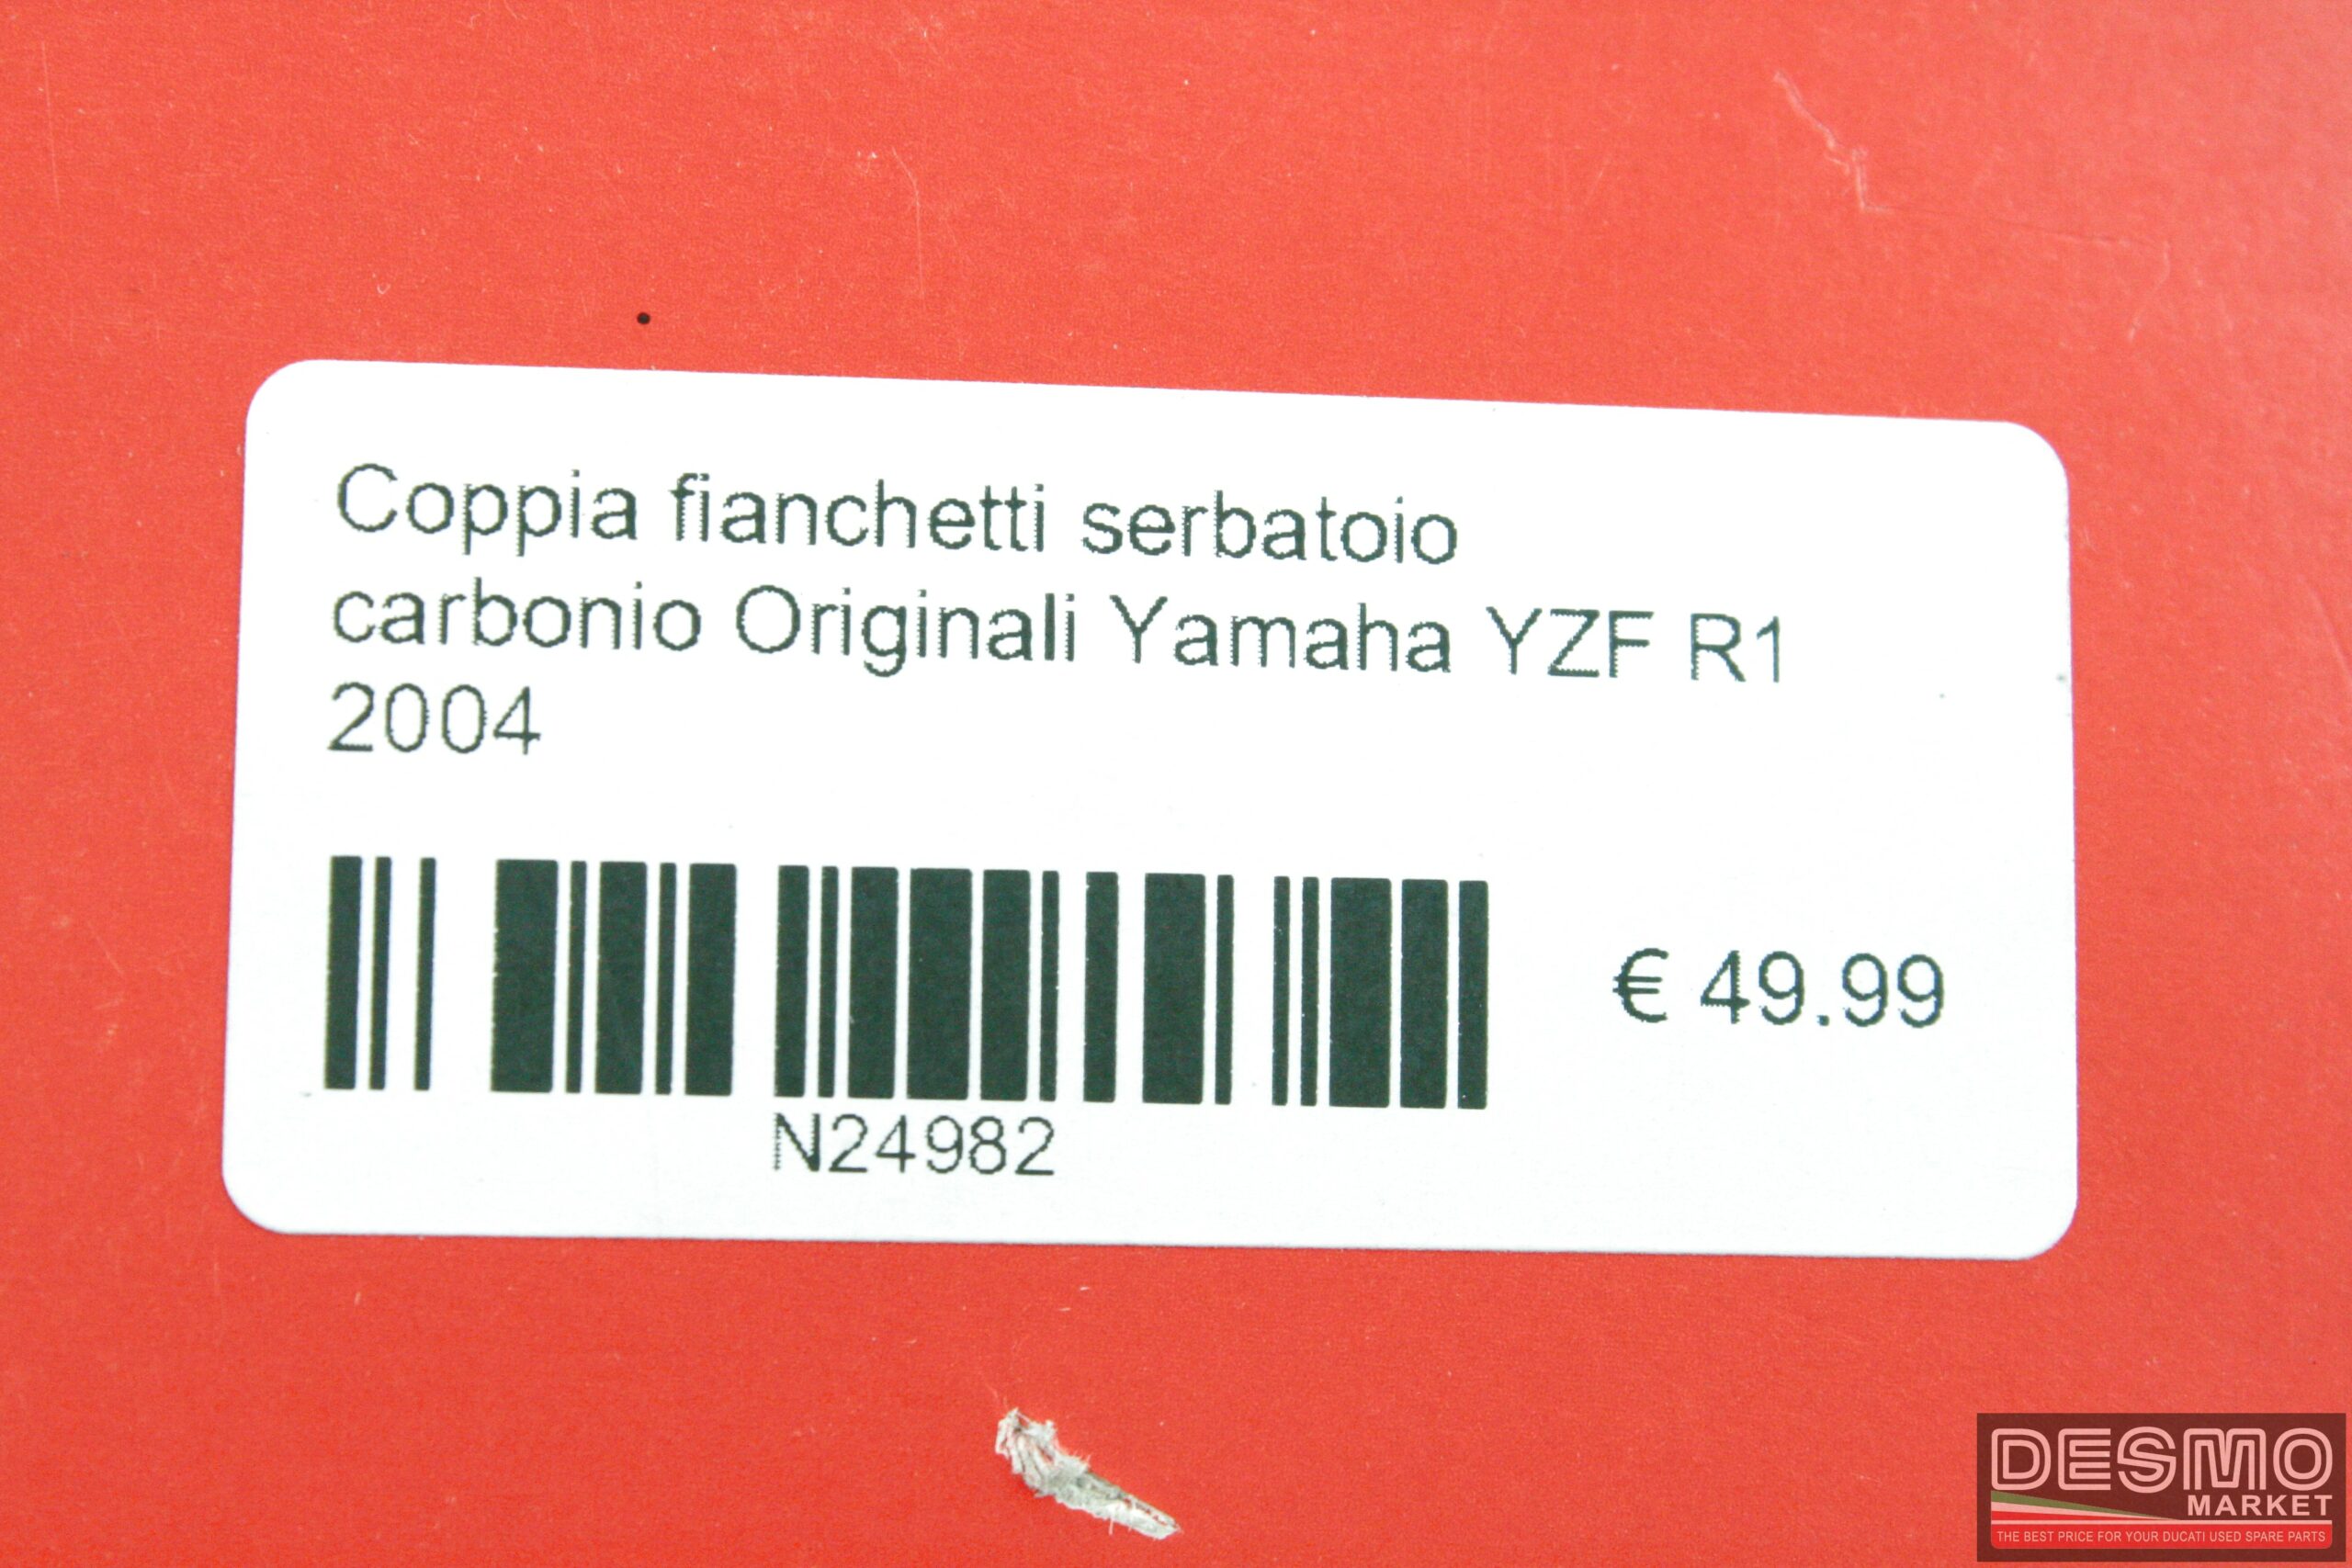 Coppia fianchetti serbatoio
carbonio Originali Yamaha YZF R1
2004
€ 49.99
N24982
DESMO
MARKET
THE BEST PRICE FOR YOUR DUCATI USED SPARE PARTS